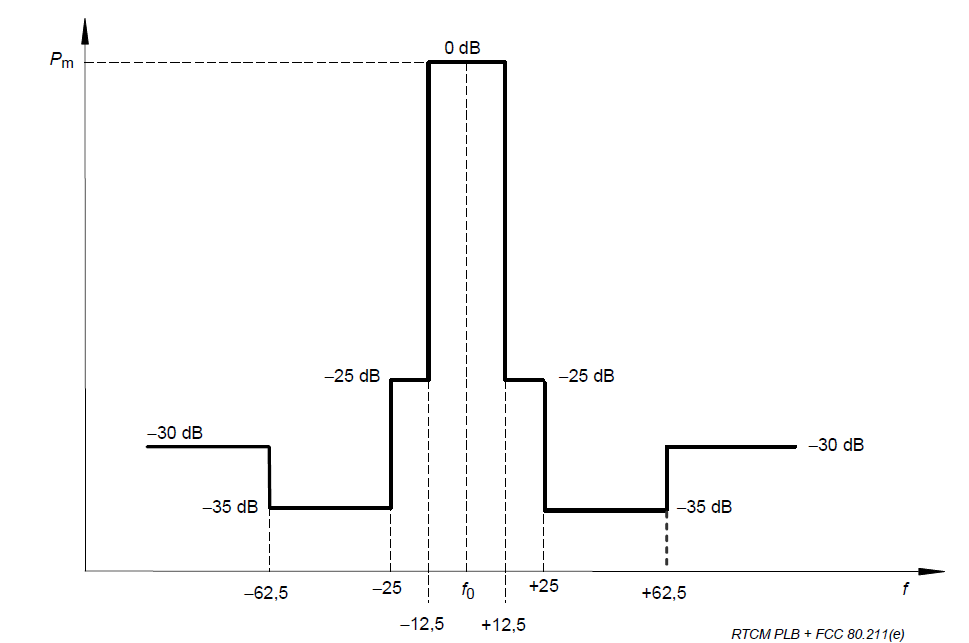 0 dB
Pm
–25 dB
–25 dB
–30 dB
–30 dB
–35 dB
–35 dB
–62,5
–25
f0
+25
+62,5
f
–12,5
+12,5
RTCM PLB + FCC 80.211(e)